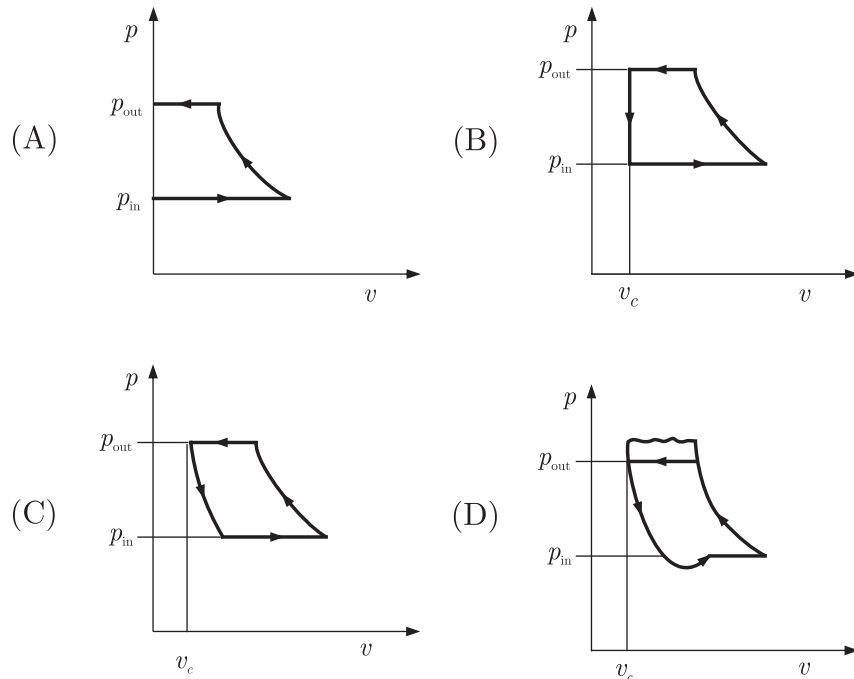 p
p_out
(A)
p_in
v
p
p_out
(B)
p_in
v_c
v
p
p_out
(C)
p_in
v_c
v
p
p_out
(D)
p_in
v_c
v